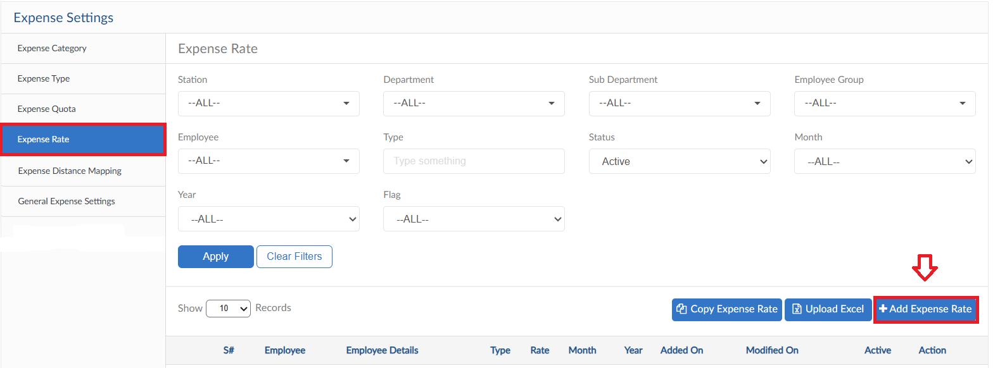 Expense Settings
Expense Category
Expense Type
Expense Quota
Expense Rate
Expense Distance Mapping
General Expense Settings
Expense Rate
Station Department Sub Department Employee Group
--ALL-- --ALL-- --ALL-- --ALL--
Employee Type Status Month
--ALL-- Type something Active --ALL--
Year Flag
--ALL-- --ALL--
Apply Clear Filters
Show 10 Records Copy Expense Rate Upload Excel + Add Expense Rate
S# Employee Employee Details Type Rate Month Year Added On Modified On Active Action